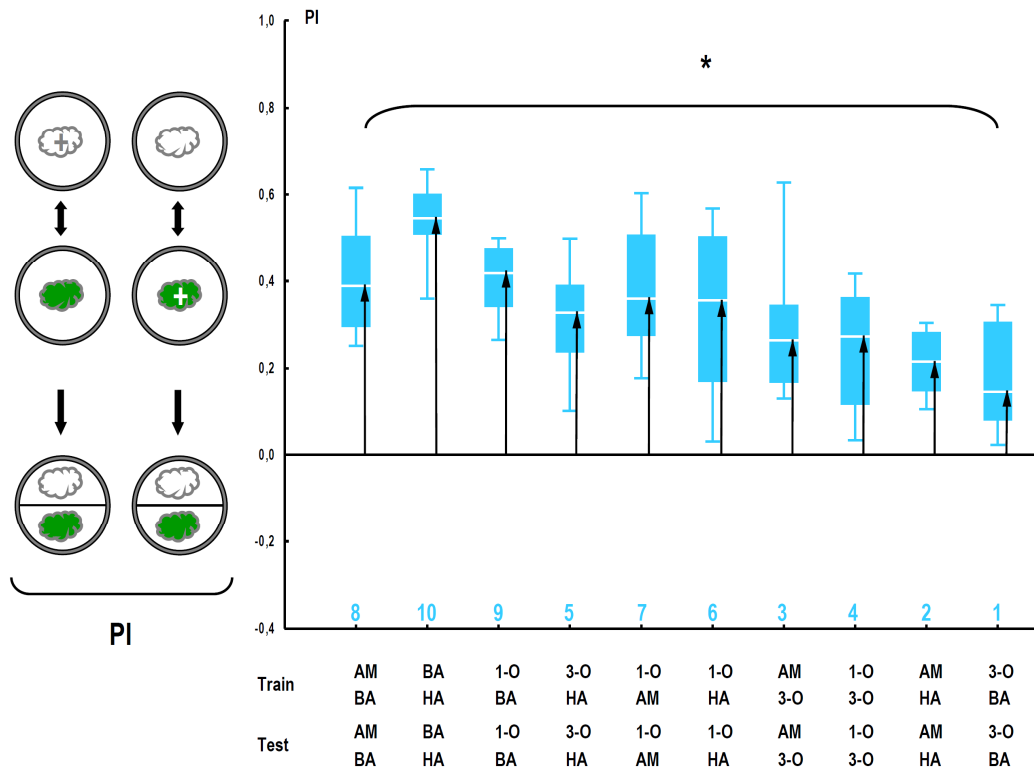 PI
1,0
*
0,8
0,6
0,4
0,2
0,0
-0,2
-0,4
8 10 9 5 7 6 3 4 2 1
PI
Train
AM BA 1-O 3-O 1-O 1-O AM 1-O AM 3-O
BA HA BA HA AM HA 3-O 3-O HA BA
Test
AM BA 1-O 3-O 1-O 1-O AM 1-O AM 3-O
BA HA BA HA AM HA 3-O 3-O HA BA